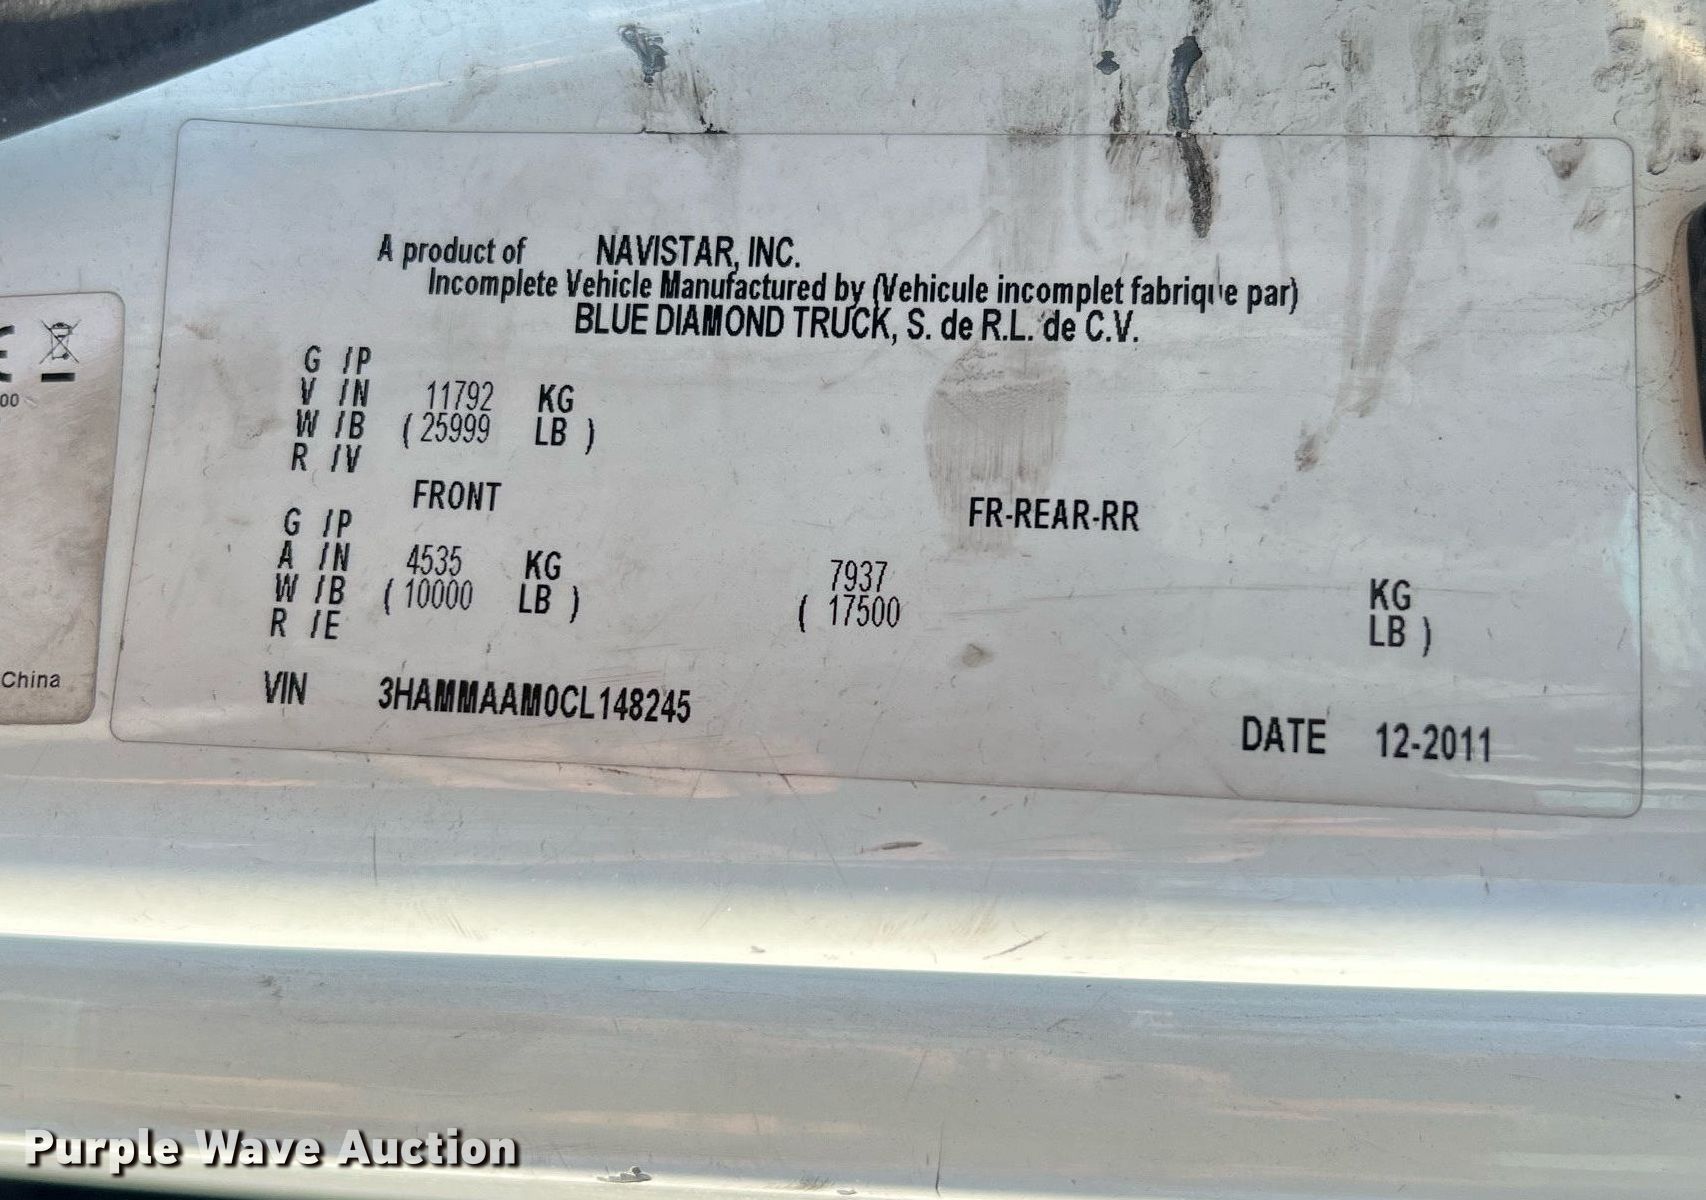 A product of NAVISTAR, INC.
Incomplete Vehicle Manufactured by (Vehicule incomplet fabrique par)
BLUE DIAMOND TRUCK, S. de R.L. de C.V.
G /P
V /N 11792 KG
W /B ( 25999 LB )
R /V
FRONT FR-REAR-RR
G /P
A /N 4535 KG 7937 KG
W /B ( 10000 LB ) ( 17500 LB )
R /E
VIN 3HAMMAAM0CL148245
DATE 12-2011
00
China
Purple Wave Auction